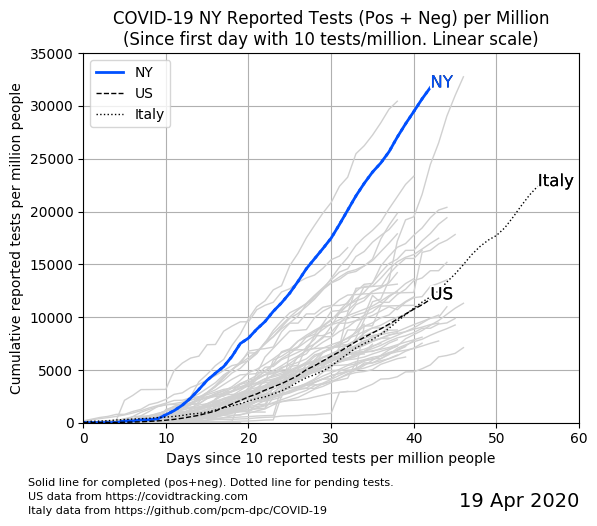 COVID-19 NY Reported Tests (Pos + Neg) per Million
(Since first day with 10 tests/million. Linear scale)
35000
30000
25000
20000
15000
10000
5000
0
Cumulative reported tests per million people
NY
US
Italy
NY
Italy
US
0 10 20 30 40 50 60
Days since 10 reported tests per million people
Solid line for completed (pos+neg). Dotted line for pending tests.
US data from https://covidtracking.com
Italy data from https://github.com/pcm-dpc/COVID-19
19 Apr 2020